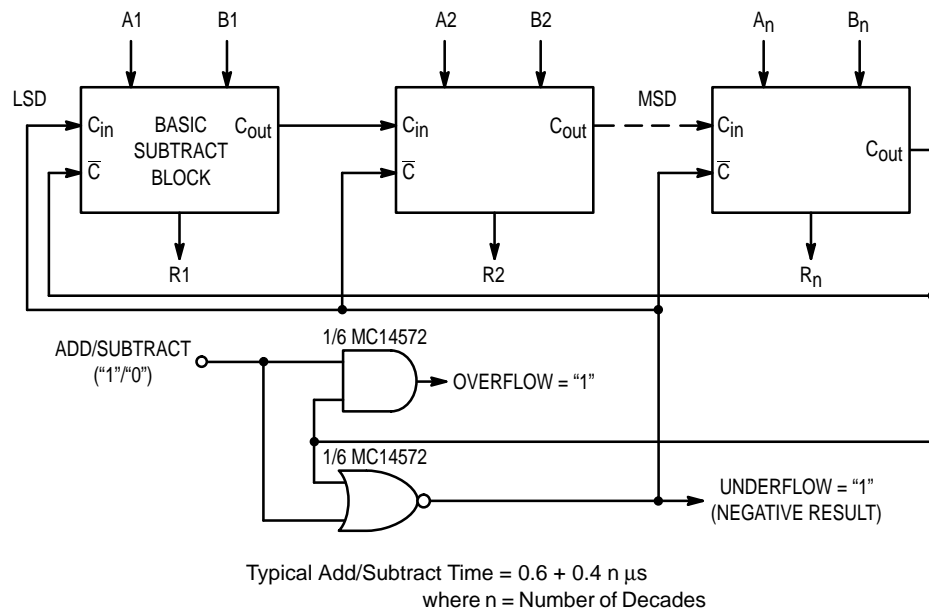 A1 B1 A2 B2 An Bn
LSD MSD
Cin BASIC SUBTRACT BLOCK Cout
C̅
Cin Cout
C̅
Cin Cout
C̅
R1 R2 Rn
1/6 MC14572
ADD/SUBTRACT
(“1”/“0”)
OVERFLOW = “1”
1/6 MC14572
UNDERFLOW = “1”
(NEGATIVE RESULT)
Typical Add/Subtract Time = 0.6 + 0.4 n μs
where n = Number of Decades